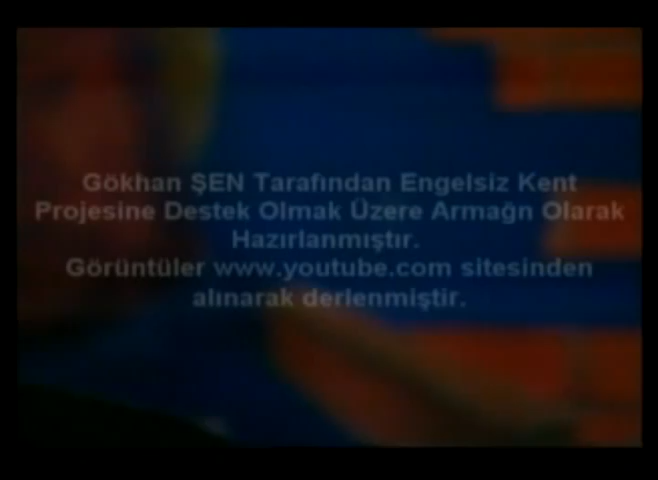 Gökhan ŞEN Tarafından Engelsiz Kent
Projesine Destek Olmak Üzere Armağn Olarak
Hazırlanmıştır.
Görüntüler www.youtube.com sitesinden
alınarak derlenmiştir.